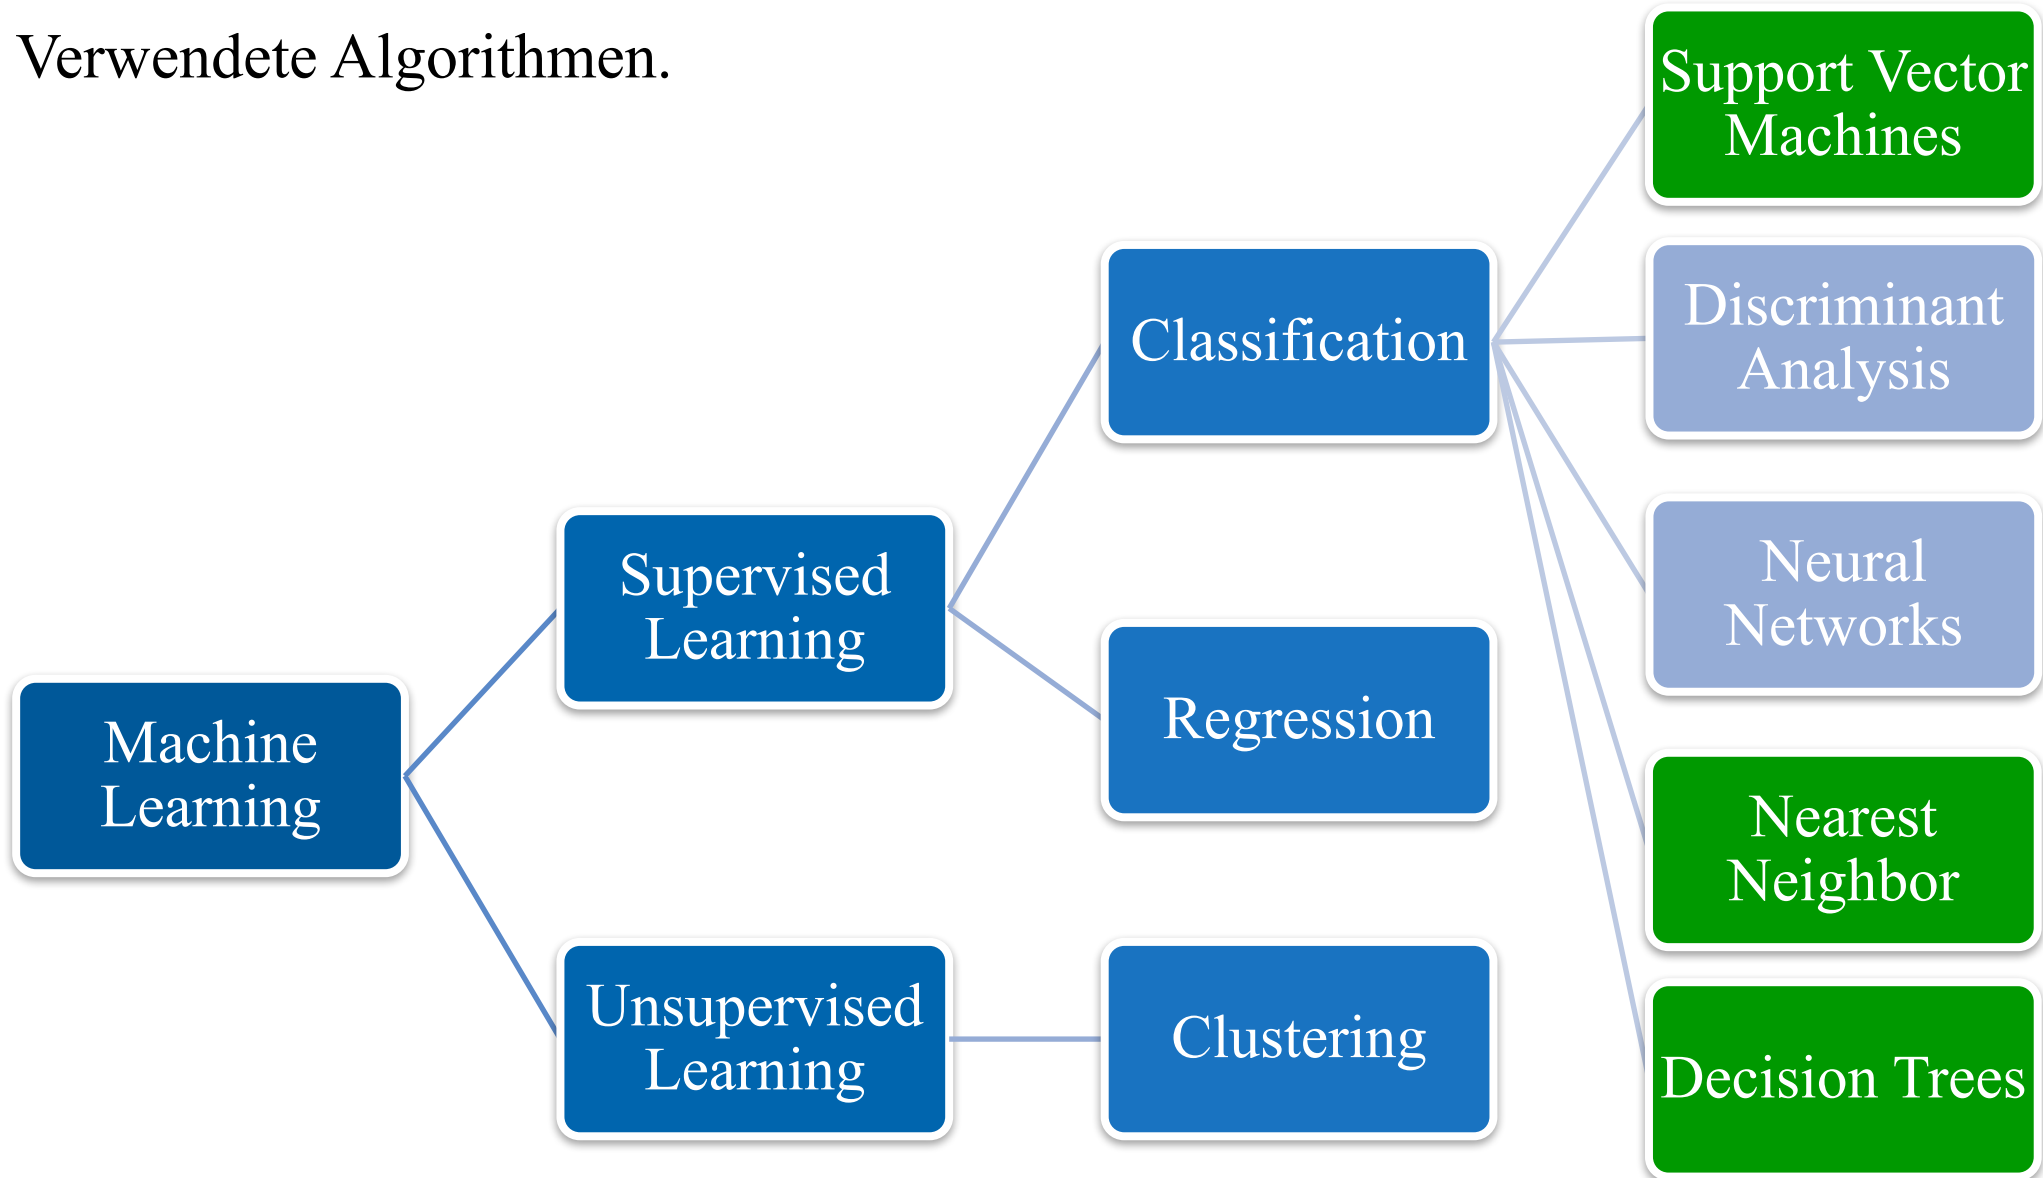 Verwendete Algorithmen.
Support Vector
Machines
Discriminant
Analysis
Classification
Neural
Networks
Supervised
Learning
Regression
Machine
Learning
Nearest
Neighbor
Unsupervised
Learning
Clustering
Decision Trees